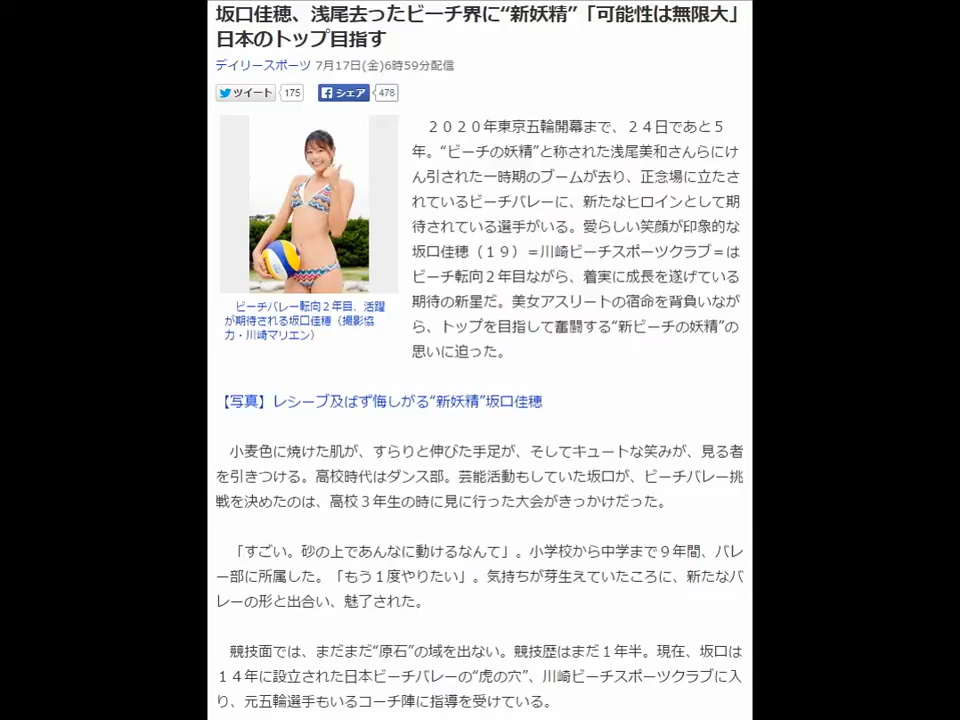 坂口佳穂、浅尾去ったビーチ界に“新妖精”「可能性は無限大」
日本のトップ目指す
デイリースポーツ 7月17日(金)6時59分配信
ツイート 175 シェア 478
２０２０年東京五輪開幕まで、２４日であと５
年。“ビーチの妖精”と称された浅尾美和さんらにけ
ん引された一時期のブームが去り、正念場に立たさ
れているビーチバレーに、新たなヒロインとして期
待されている選手がいる。愛らしい笑顔が印象的な
坂口佳穂（１９）＝川崎ビーチスポーツクラブ＝は
ビーチ転向２年目ながら、着実に成長を遂げている
期待の新星だ。美女アスリートの宿命を背負いなが
ら、トップを目指して奮闘する“新ビーチの妖精”の
思いに迫った。
ビーチバレー転向２年目、活躍
が期待される坂口佳穂（撮影協
力・川崎マリエン）
【写真】レシーブ及ばず悔しがる“新妖精”坂口佳穂
小麦色に焼けた肌が、すらりと伸びた手足が、そしてキュートな笑みが、見る者
を引きつける。高校時代はダンス部。芸能活動もしていた坂口が、ビーチバレー挑
戦を決めたのは、高校３年生の時に見に行った大会がきっかけだった。
「すごい。砂の上であんなに動けるなんて」。小学校から中学まで９年間、バレ
ー部に所属した。「もう１度やりたい」。気持ちが芽生えていたころに、新たなバ
レーの形と出合い、魅了された。
競技面では、まだまだ“原石”の域を出ない。競技歴はまだ１年半。現在、坂口は
１４年に設立された日本ビーチバレーの“虎の穴”、川崎ビーチスポーツクラブに入
り、元五輪選手もいるコーチ陣に指導を受けている。